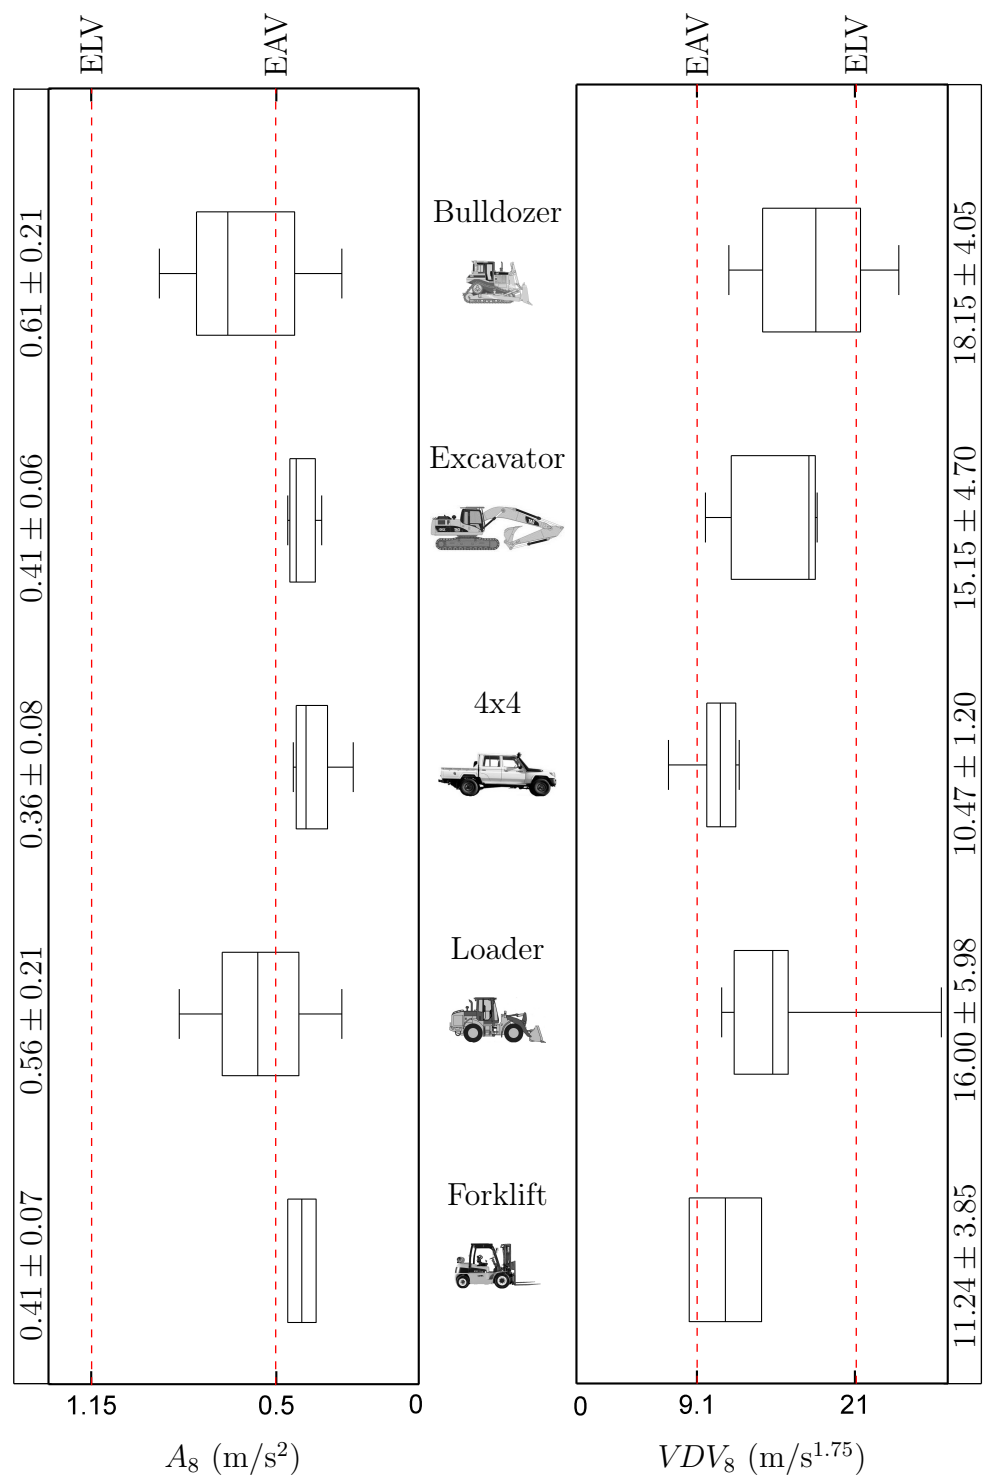 ELV
EAV
EAV
ELV
Bulldozer
0.61 ± 0.21
18.15 ± 4.05
Excavator
0.41 ± 0.06
15.15 ± 4.70
4x4
0.36 ± 0.08
10.47 ± 1.20
Loader
0.56 ± 0.21
16.00 ± 5.98
Forklift
0.41 ± 0.07
11.24 ± 3.85
1.15 0.5 0 0 9.1 21
A₈ (m/s²) VDV₈ (m/s¹·⁷⁵)